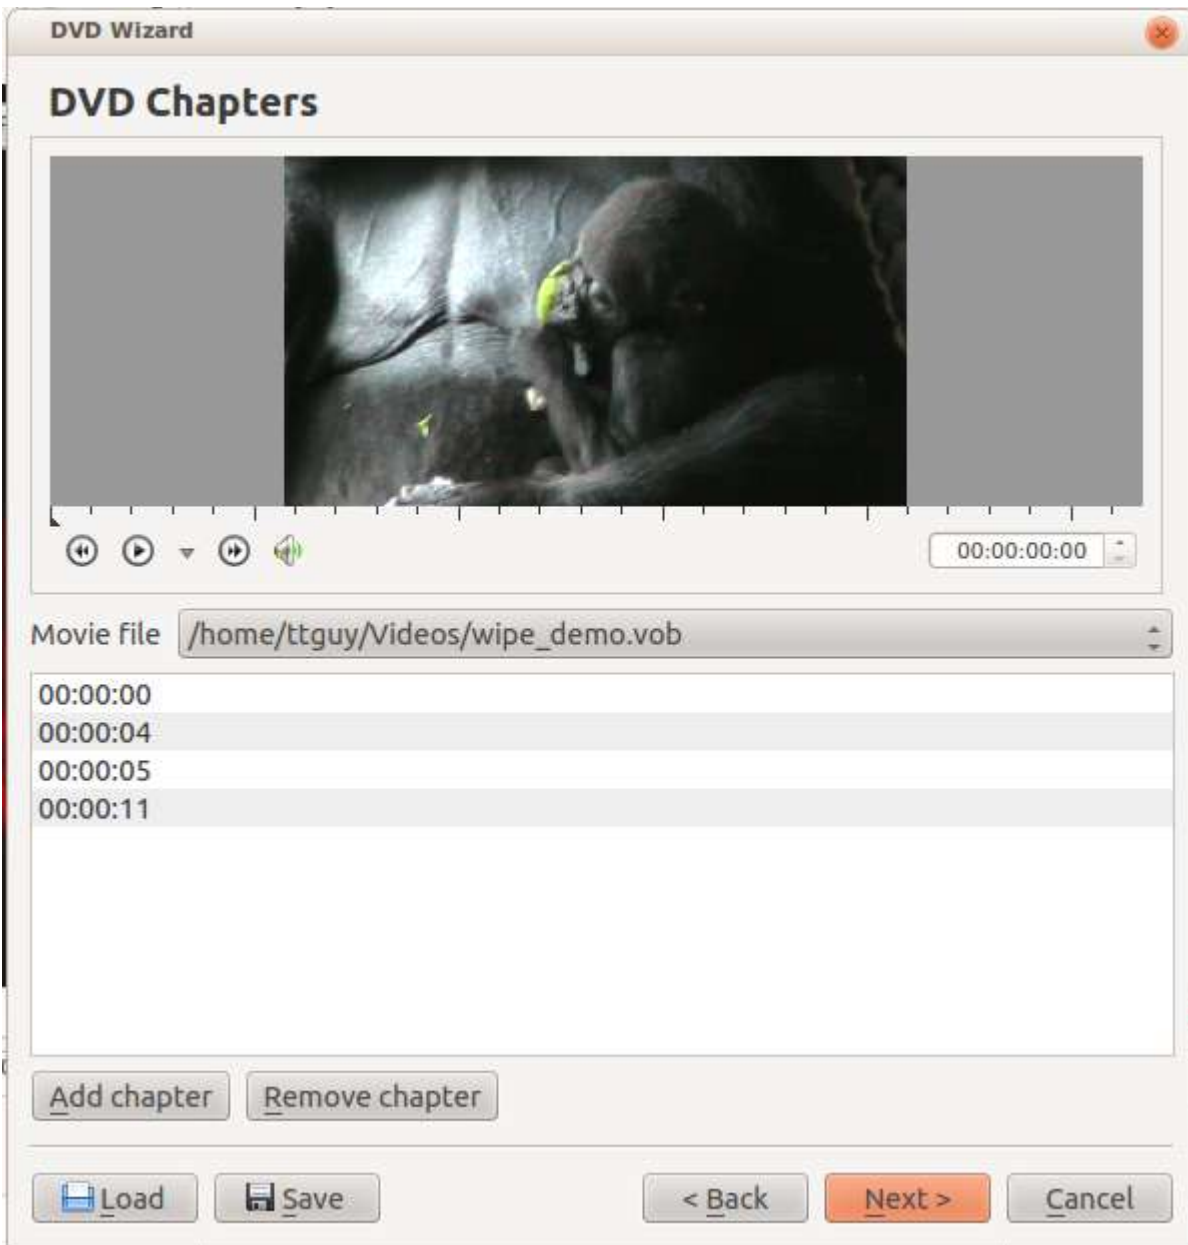 DVD Wizard
DVD Chapters
00:00:00:00
Movie file /home/ttguy/Videos/wipe_demo.vob
00:00:00
00:00:04
00:00:05
00:00:11
Add chapter Remove chapter
Load Save < Back Next > Cancel